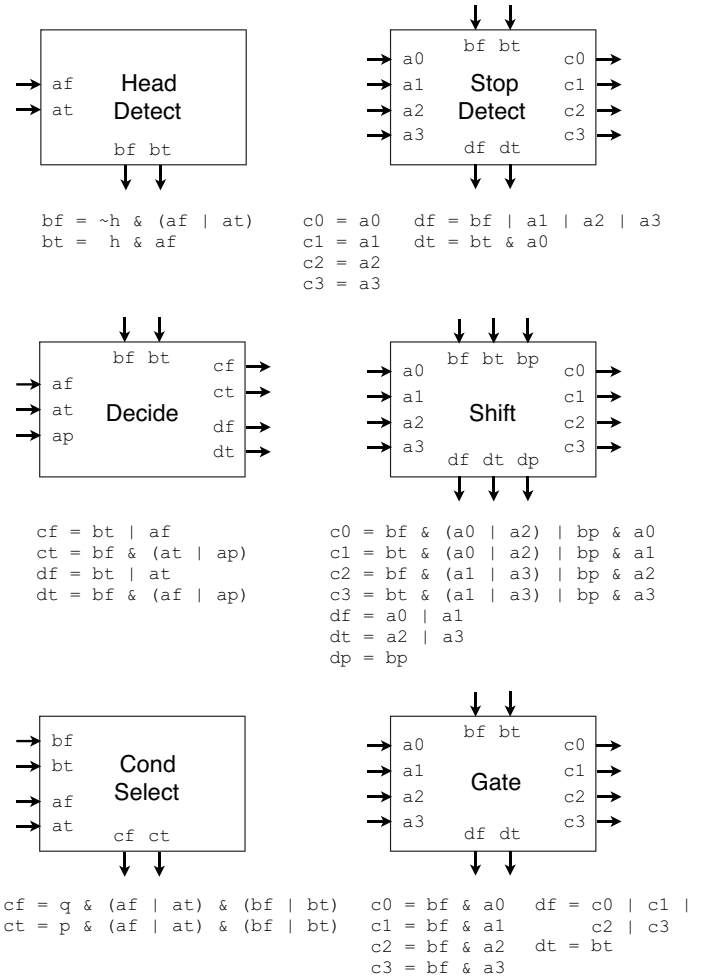 af
at
Head
Detect
bf bt
bf = ~h & (af | at)
bt =  h & af
bf bt
a0
a1
a2
a3
Stop
Detect
c0
c1
c2
c3
df dt
c0 = a0
c1 = a1
c2 = a2
c3 = a3
df = bf | a1 | a2 | a3
dt = bt & a0
bf bt
af
at
ap
Decide
cf
ct
df
dt
cf = bt | af
ct = bf & (at | ap)
df = bt | at
dt = bf & (af | ap)
bf bt bp
a0
a1
a2
a3
Shift
c0
c1
c2
c3
df dt dp
c0 = bf & (a0 | a2) | bp & a0
c1 = bt & (a0 | a2) | bp & a1
c2 = bf & (a1 | a3) | bp & a2
c3 = bt & (a1 | a3) | bp & a3
df = a0 | a1
dt = a2 | a3
dp = bp
bf
bt
af
at
Cond
Select
cf ct
cf = q & (af | at) & (bf | bt)
ct = p & (af | at) & (bf | bt)
bf bt
a0
a1
a2
a3
Gate
c0
c1
c2
c3
df dt
c0 = bf & a0
c1 = bf & a1
c2 = bf & a2
c3 = bf & a3
df = c0 | c1 |
c2 | c3
dt = bt